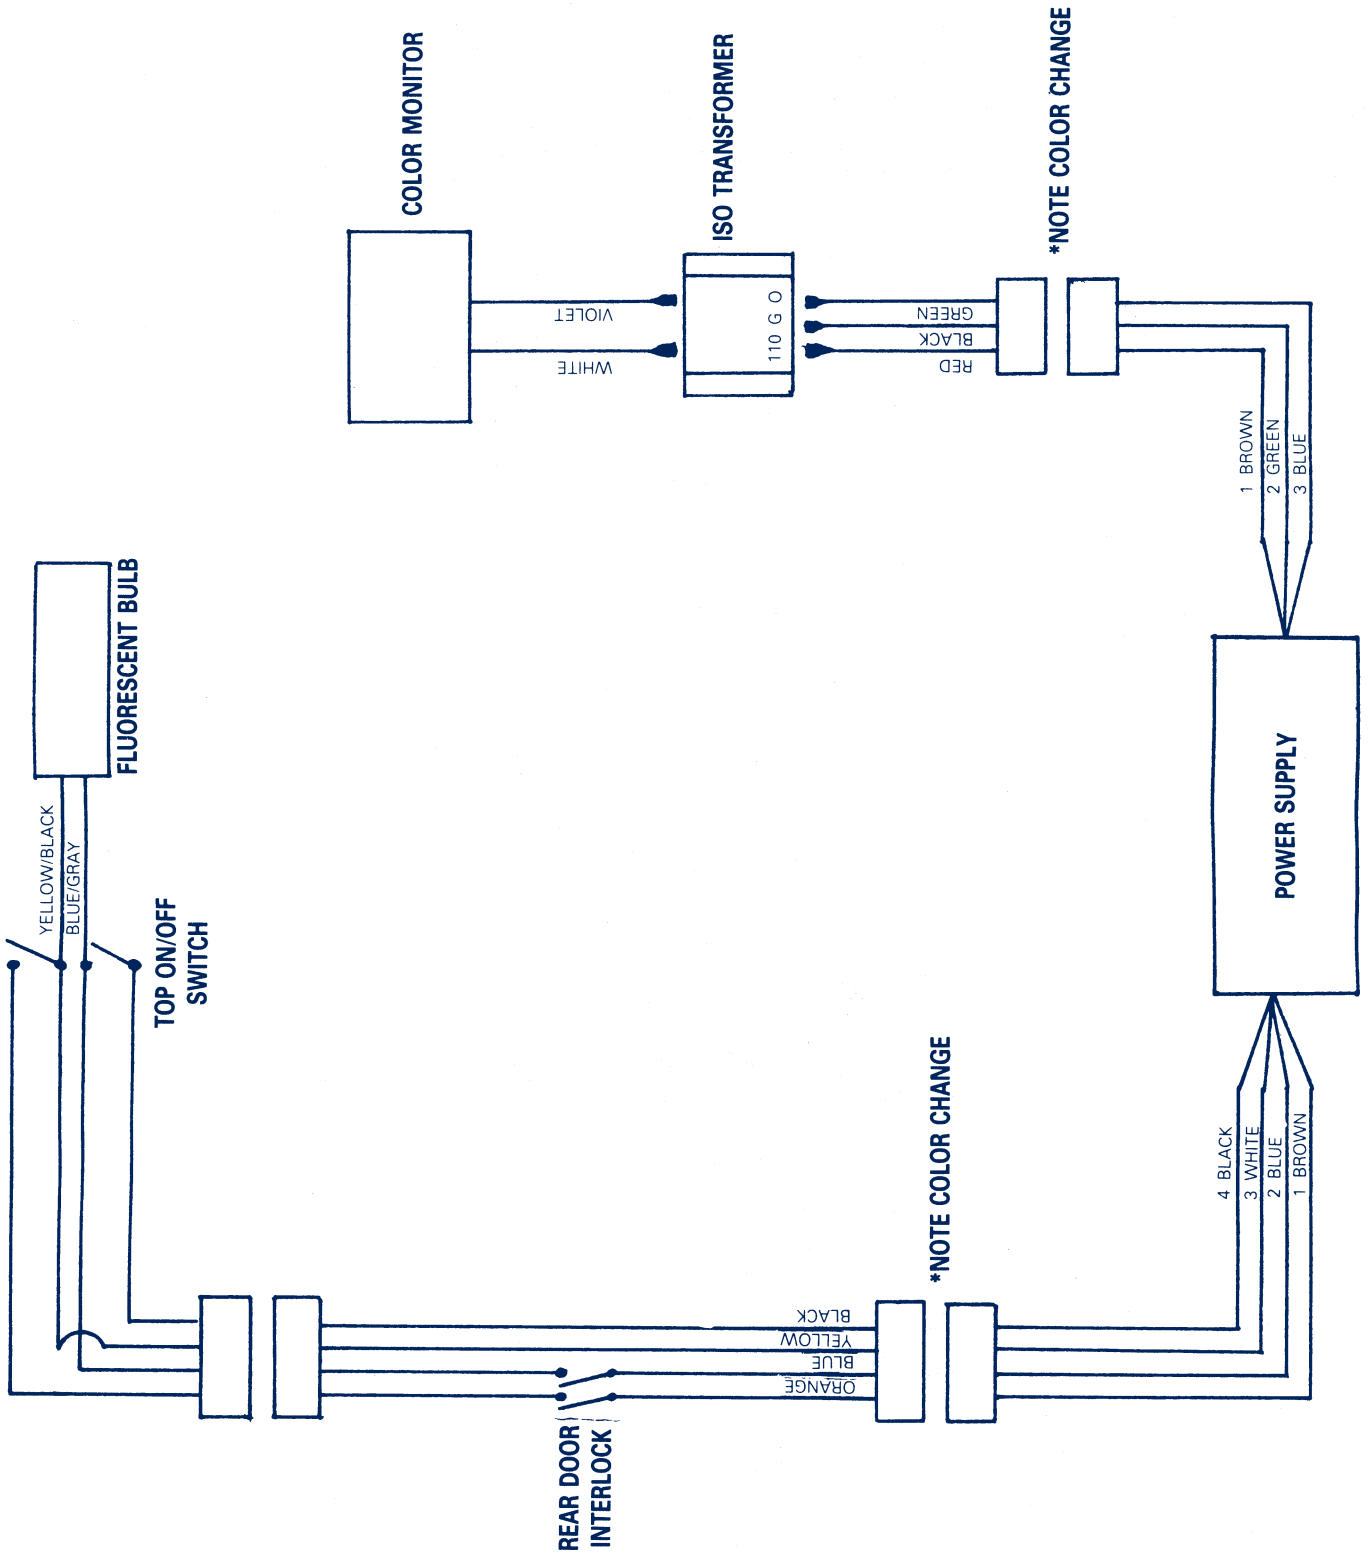 COLOR MONITOR
VIOLET
WHITE
ISO TRANSFORMER
110 G O
GREEN
BLACK
RED
*NOTE COLOR CHANGE
1 BROWN
2 GREEN
3 BLUE
POWER SUPPLY
4 BLACK
3 WHITE
2 BLUE
1 BROWN
*NOTE COLOR CHANGE
BLACK
YELLOW
BLUE
ORANGE
REAR DOOR
INTERLOCK
TOP ON/OFF
SWITCH
YELLOW/BLACK
BLUE/GRAY
FLUORESCENT BULB